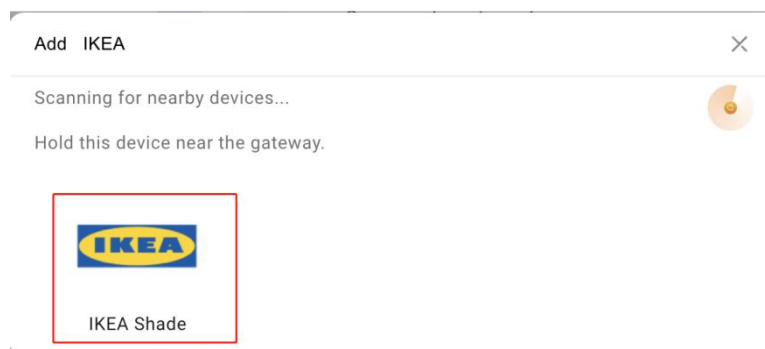 Add IKEA
Scanning for nearby devices...
Hold this device near the gateway.
IKEA
IKEA Shade